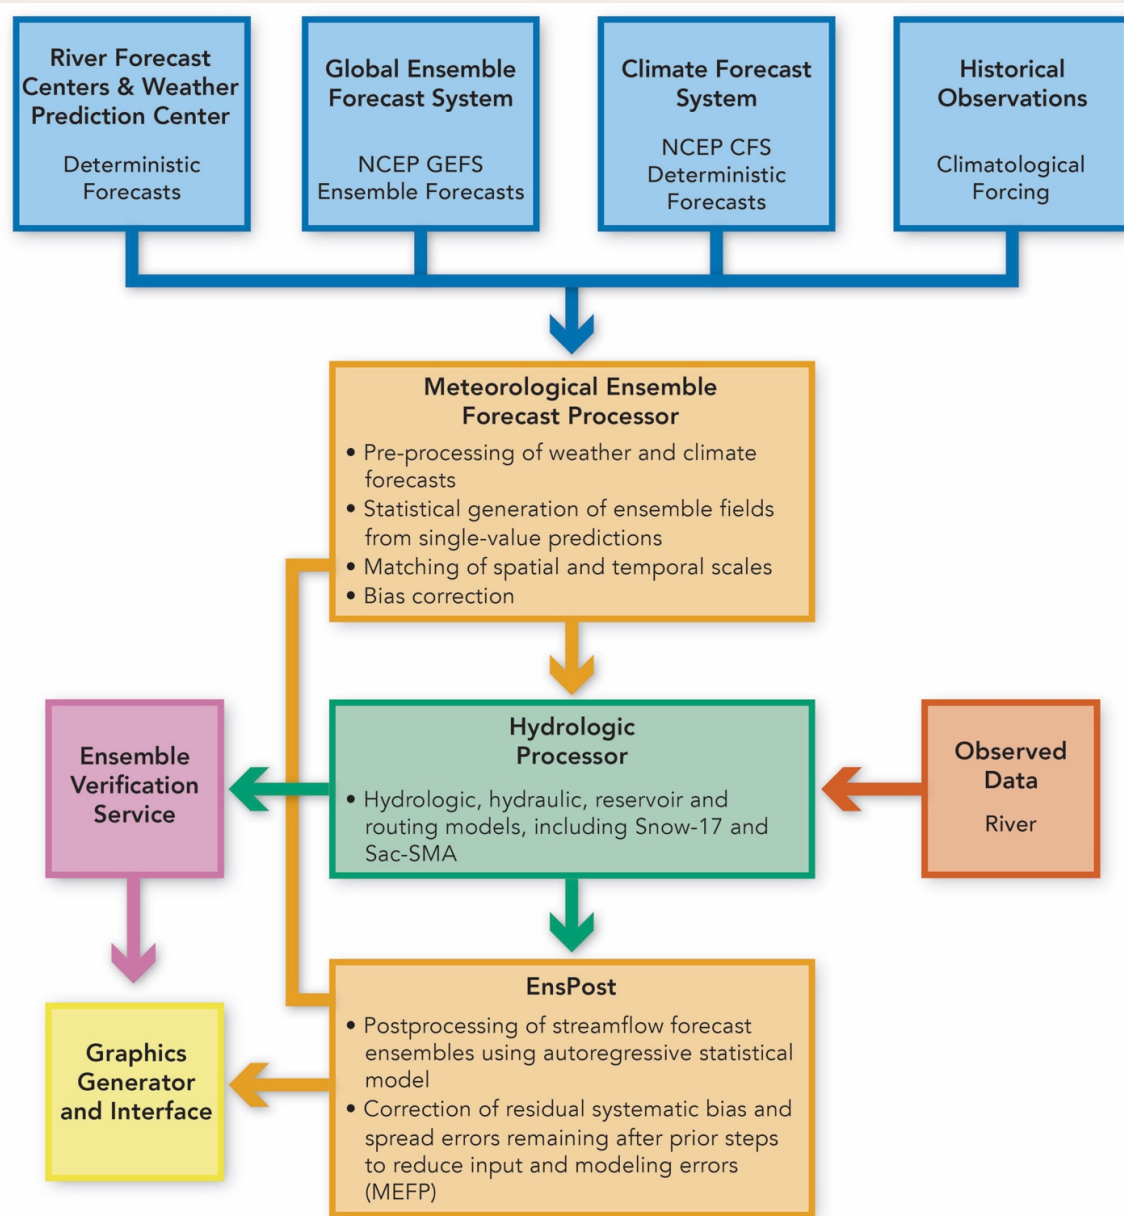 River Forecast
Centers & Weather
Prediction Center
Deterministic
Forecasts
Global Ensemble
Forecast System
NCEP GEFS
Ensemble Forecasts
Climate Forecast
System
NCEP CFS
Deterministic
Forecasts
Historical
Observations
Climatological
Forcing
Meteorological Ensemble
Forecast Processor
• Pre-processing of weather and climate
forecasts
• Statistical generation of ensemble fields
from single-value predictions
• Matching of spatial and temporal scales
• Bias correction
Ensemble
Verification
Service
Hydrologic
Processor
• Hydrologic, hydraulic, reservoir and
routing models, including Snow-17 and
Sac-SMA
Observed
Data
River
EnsPost
• Postprocessing of streamflow forecast
ensembles using autoregressive statistical
model
• Correction of residual systematic bias and
spread errors remaining after prior steps
to reduce input and modeling errors
(MEFP)
Graphics
Generator
and Interface